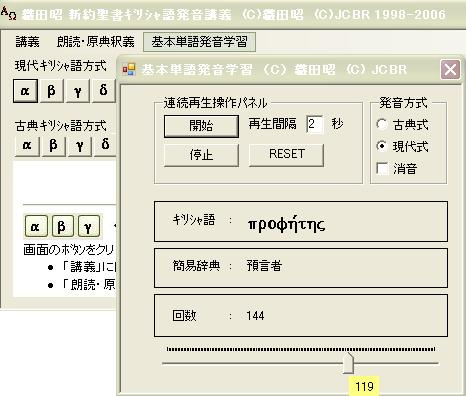 織田昭 新約聖書ギリシャ語発音講義 (C)織田昭 (C)JCBR 1998-2006
講義 朗読・原典釈義 基本単語発音学習
現代ギリシャ語方式
α β γ δ
古典ギリシャ語方式
α β γ
α β γ
画面のボタンをクリ
「講義」に
「朗読・原
基本単語発音学習 (C) 織田昭 (C) JCBR
連続再生操作パネル
開始 再生間隔 2 秒
停止 RESET
発音方式
古典式
現代式
消音
ギリシャ語 : προφήτης
簡易辞典 : 預言者
回数 : 144
119